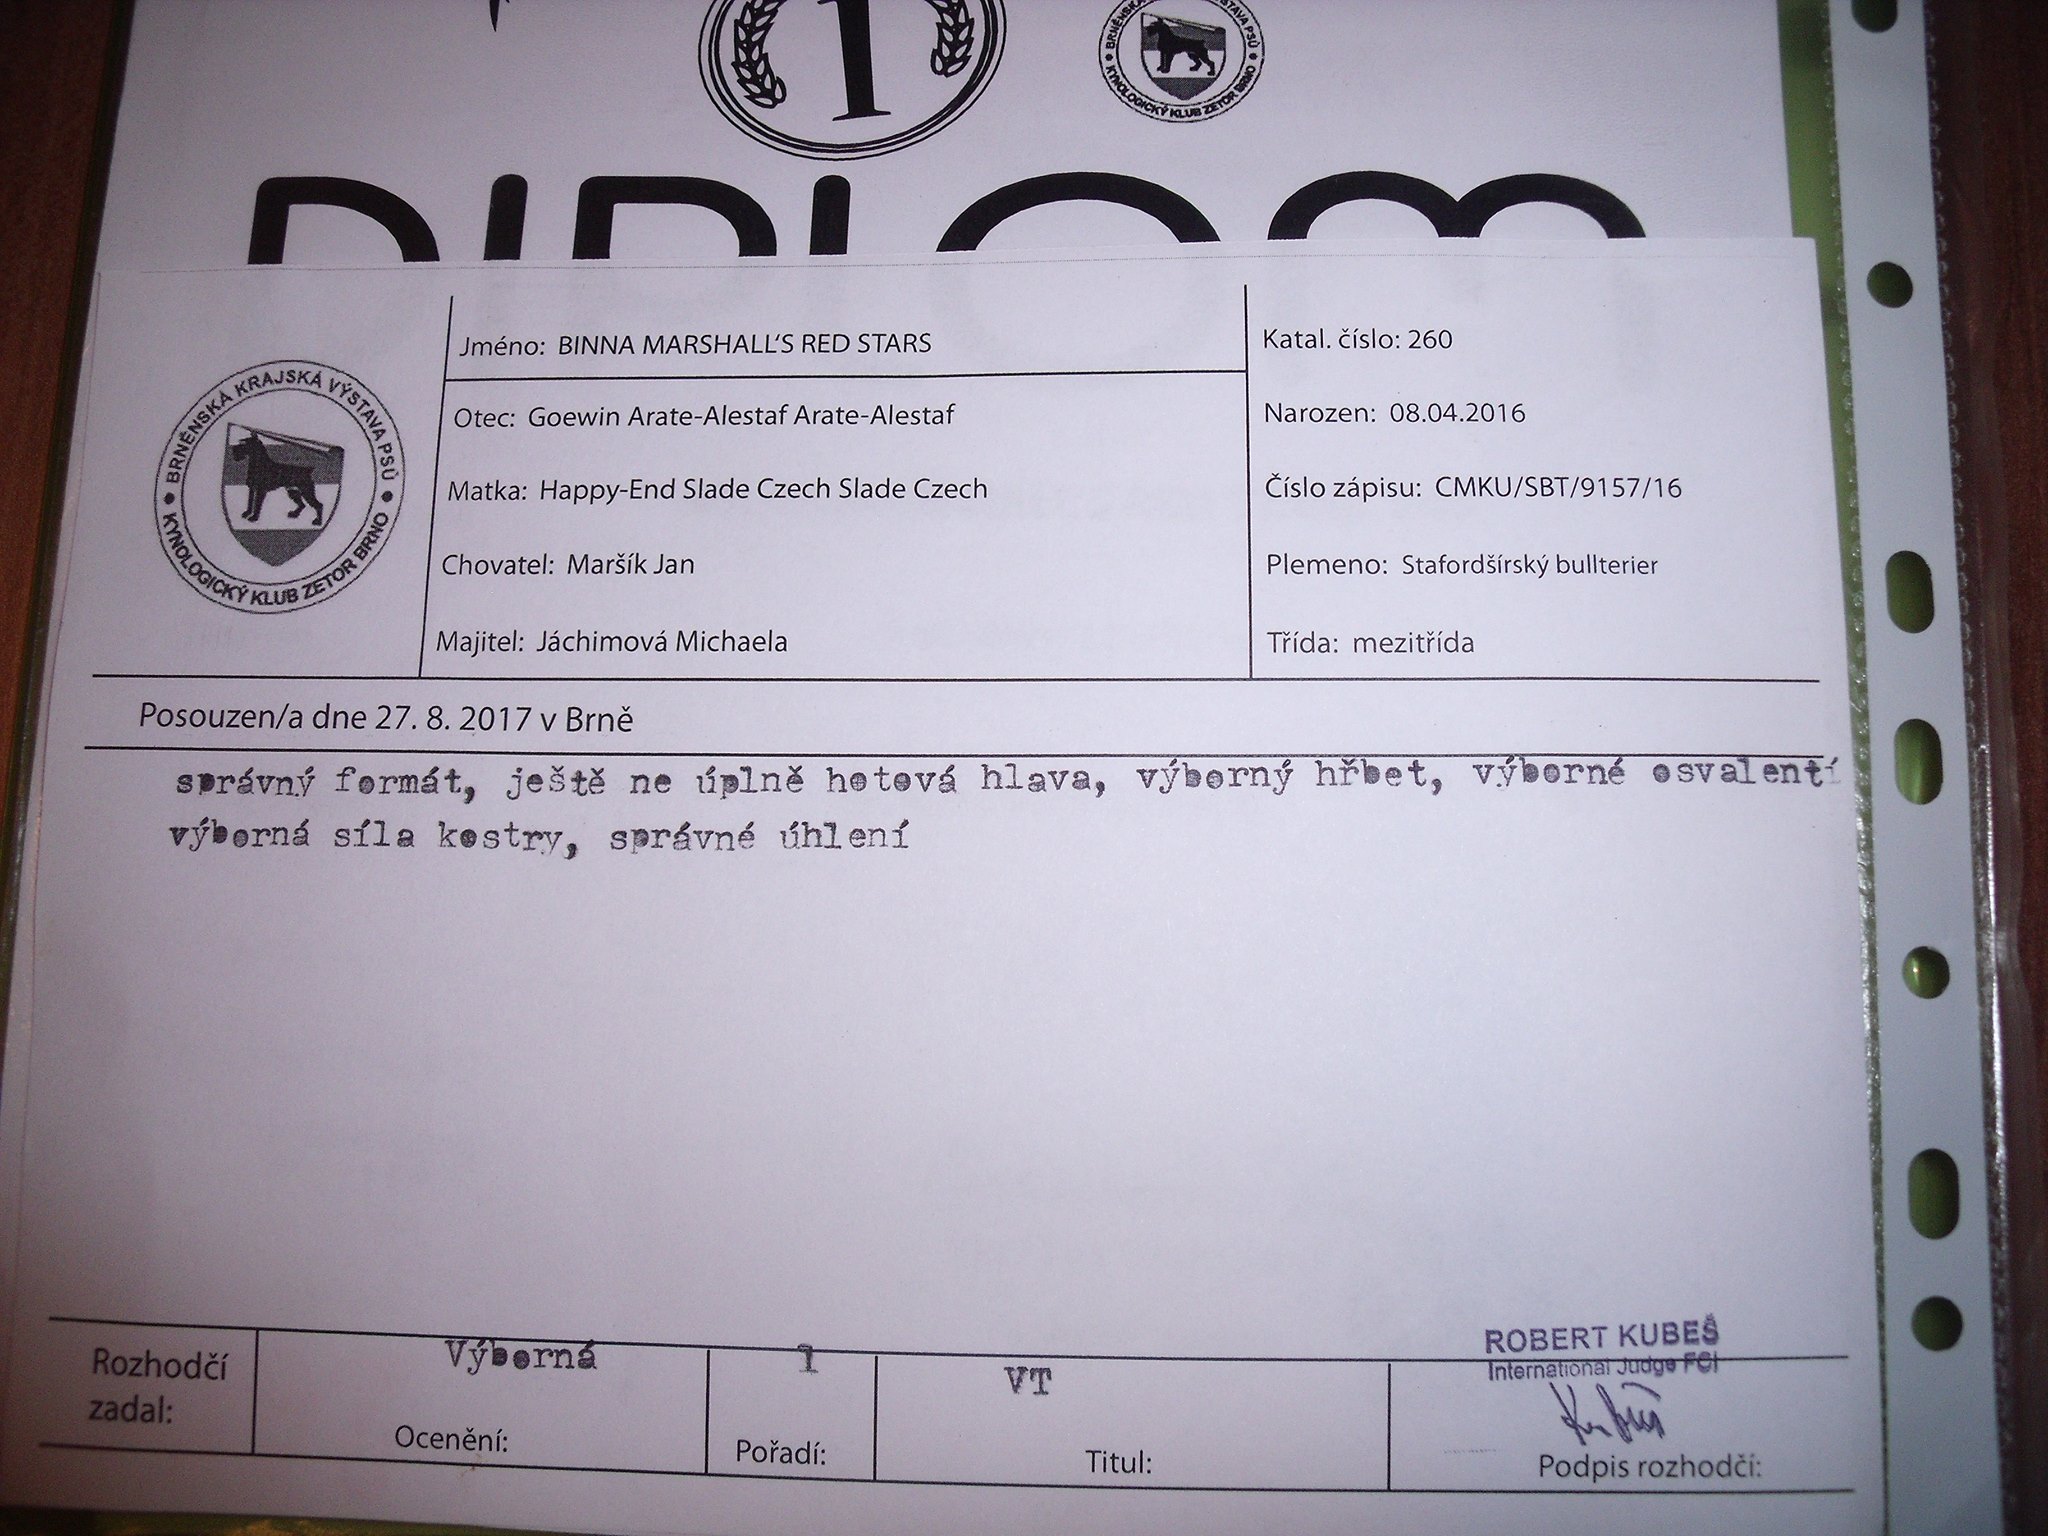 1
BRNĚNSKÁ KRAJSKÁ VÝSTAVA PSŮ
KYNOLOGICKÝ KLUB ZETOR BRNO
DIPLOM
BRNĚNSKÁ KRAJSKÁ VÝSTAVA PSŮ
KYNOLOGICKÝ KLUB ZETOR BRNO
Jméno: BINNA MARSHALL‘S RED STARS
Otec: Goewin Arate-Alestaf Arate-Alestaf
Matka: Happy-End Slade Czech Slade Czech
Chovatel: Maršík Jan
Majitel: Jáchimová Michaela
Katal. číslo: 260
Narozen: 08.04.2016
Číslo zápisu: CMKU/SBT/9157/16
Plemeno: Stafordšírský bullterier
Třída: mezitřída
Posouzen/a dne 27. 8. 2017 v Brně
správný formát, ještě ne úplně hotová hlava, výborný hřbet, výborné osvalentí
výborná síla kostry, správné úhlení
Rozhodčí
zadal:
Výborná
Ocenění:
1
Pořadí:
VT
Titul:
ROBERT KUBEŠ
International Judge FCI
Podpis rozhodčí: